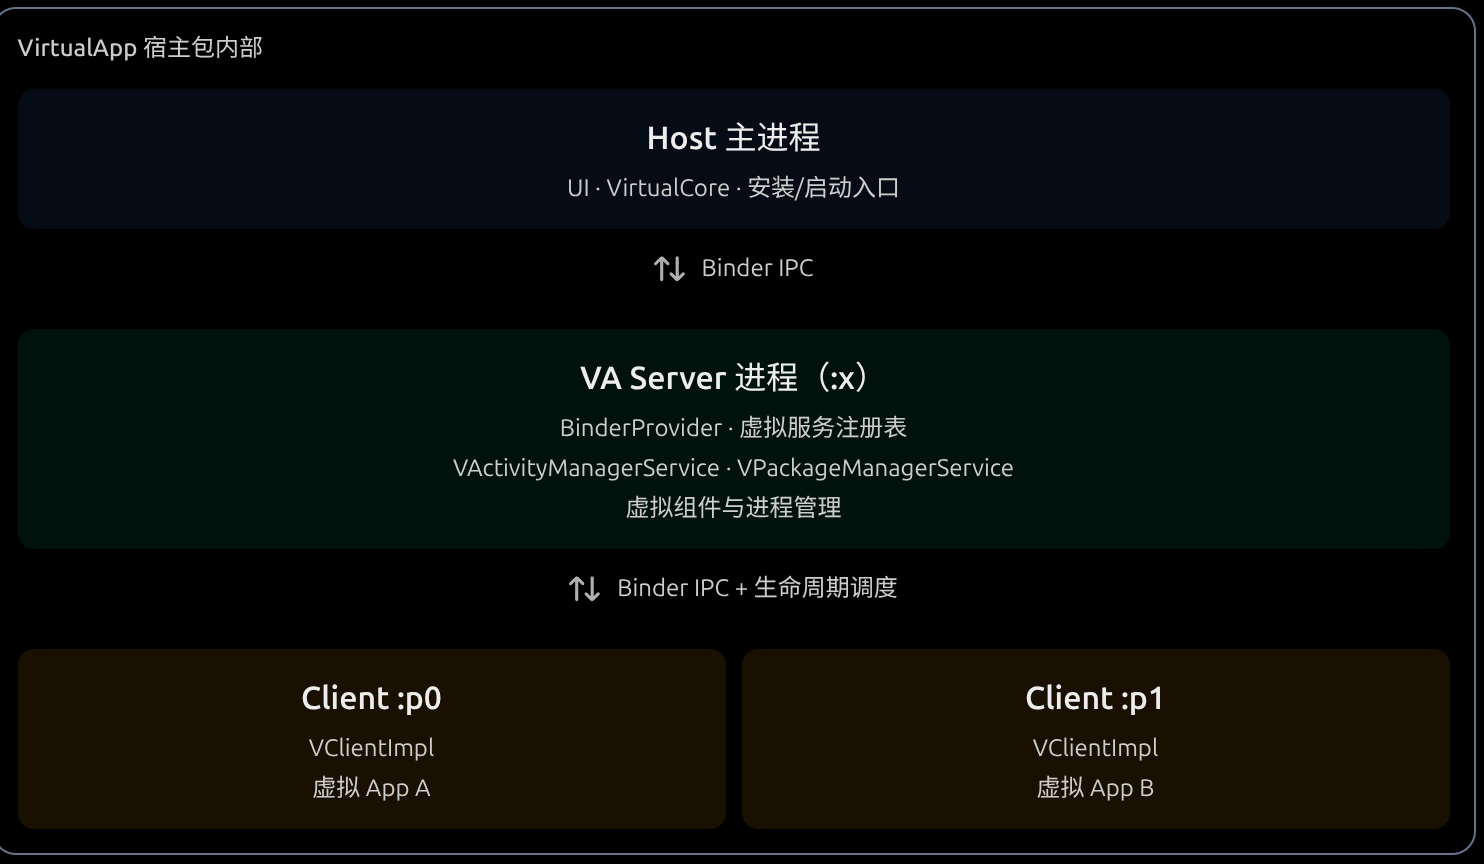 VirtualApp 宿主包内部
Host 主进程
UI · VirtualCore · 安装/启动入口
Binder IPC
VA Server 进程（:x）
BinderProvider · 虚拟服务注册表
VActivityManagerService · VPackageManagerService
虚拟组件与进程管理
Binder IPC + 生命周期调度
Client :p0
VClientImpl
虚拟 App A
Client :p1
VClientImpl
虚拟 App B